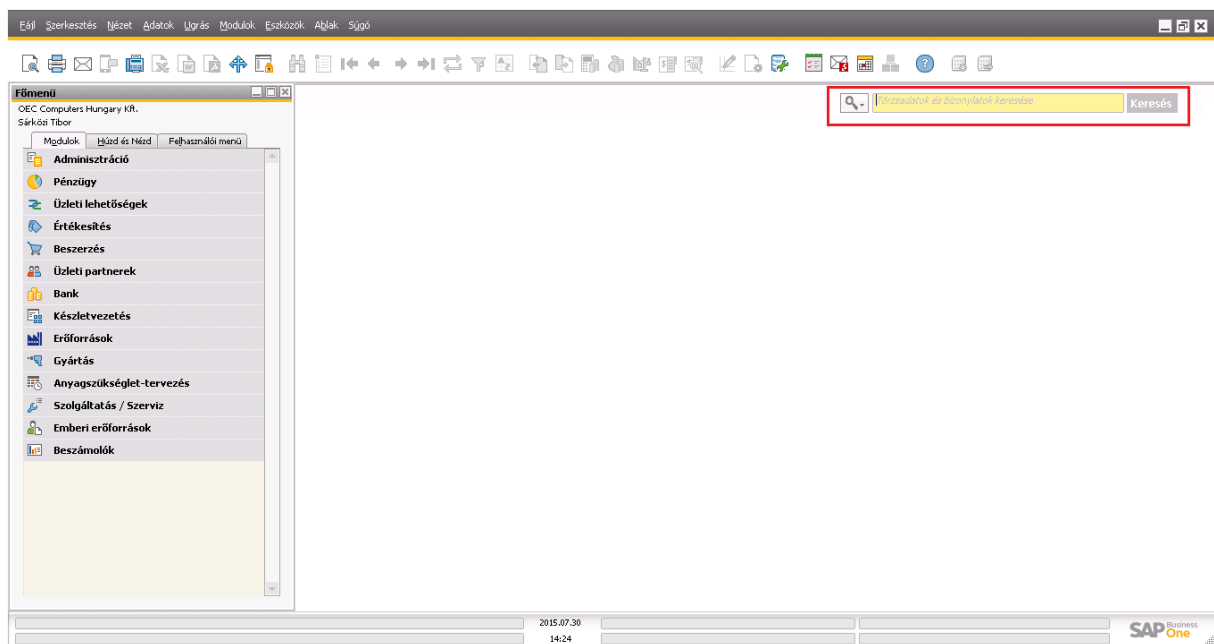 Fájl Szerkesztés Nézet Adatok Ugrás Modulok Eszközök Ablak Súgó
Főmenü
OEC Computers Hungary Kft.
Sárközi Tibor
Modulok Húzd és Nézd Felhasználói menü
Törzsadatok és bizonylatok keresése Keresés
Adminisztráció
Pénzügy
Üzleti lehetőségek
Értékesítés
Beszerzés
Üzleti partnerek
Bank
Készletvezetés
Erőforrások
Gyártás
Anyagszükséglet-tervezés
Szolgáltatás / Szerviz
Emberi erőforrások
Beszámolók
2015.07.30
14:24
SAP Business One